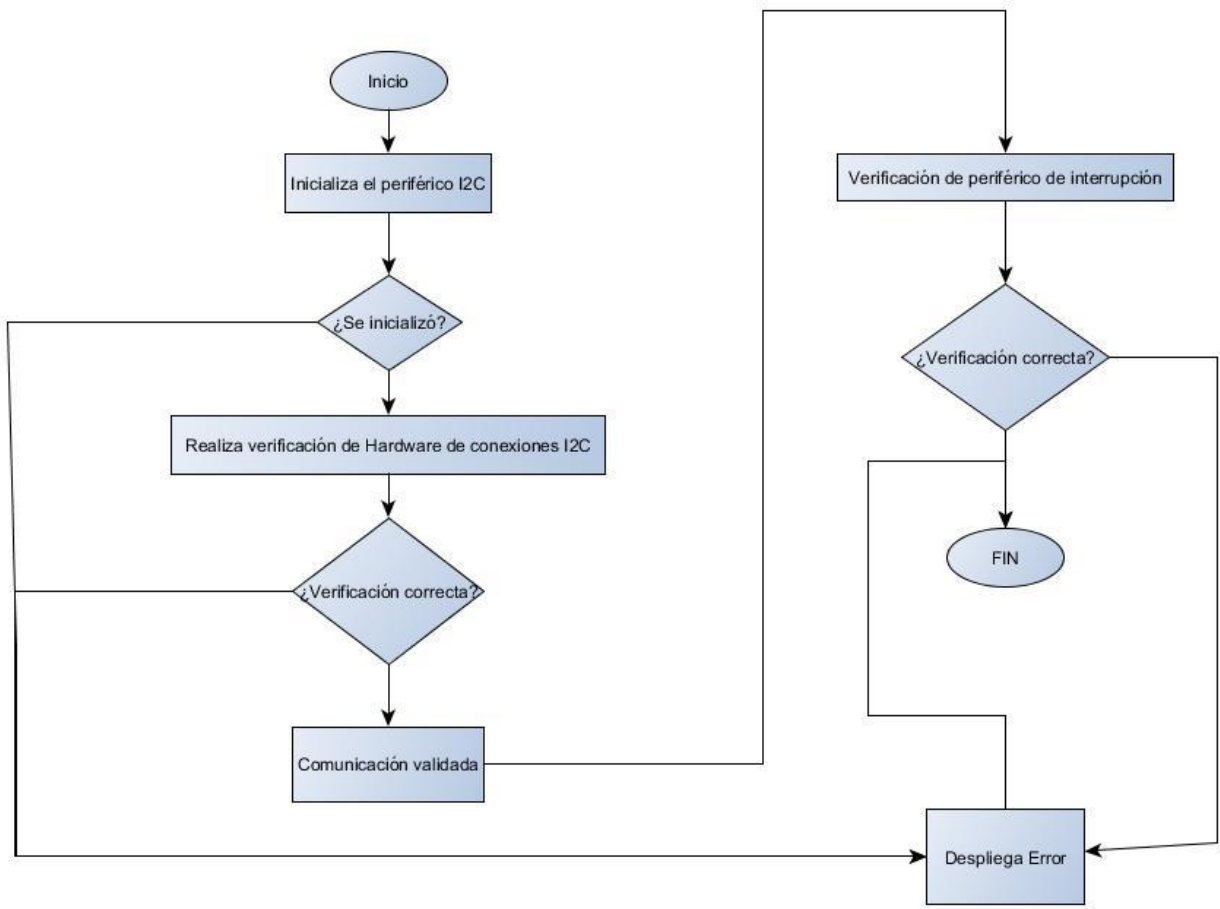 Inicio
Inicializa el periférico I2C
¿Se inicializó?
Realiza verificación de Hardware de conexiones I2C
¿Verificación correcta?
Comunicación validada
Verificación de periférico de interrupción
¿Verificación correcta?
FIN
Despliega Error